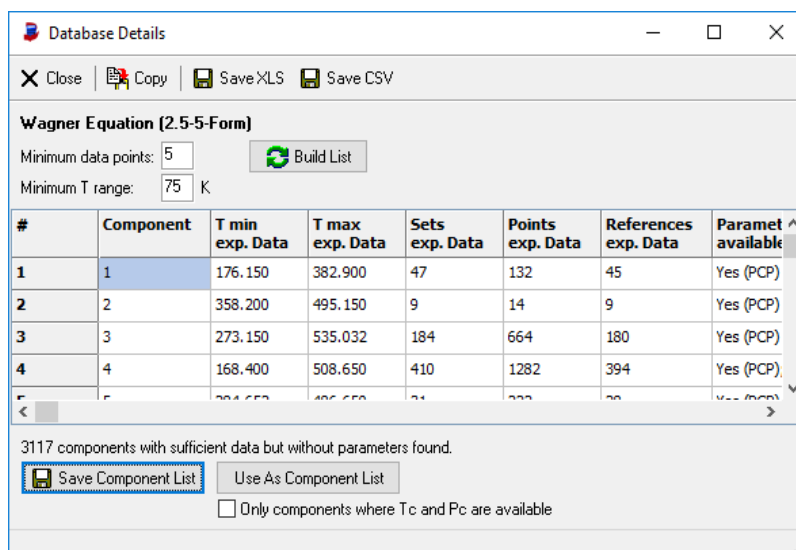 Database Details
Close Copy Save XLS Save CSV
Wagner Equation (2.5-5-Form)
Minimum data points: 5 Build List
Minimum T range: 75 K
# Component T min exp. Data T max exp. Data Sets exp. Data Points exp. Data References exp. Data Paramet available
1 1 176.150 382.900 47 132 45 Yes (PCP)
2 2 358.200 495.150 9 14 9 Yes (PCP)
3 3 273.150 535.032 184 664 180 Yes (PCP)
4 4 168.400 508.650 410 1282 394 Yes (PCP),
3117 components with sufficient data but without parameters found.
Save Component List Use As Component List
Only components where Tc and Pc are available